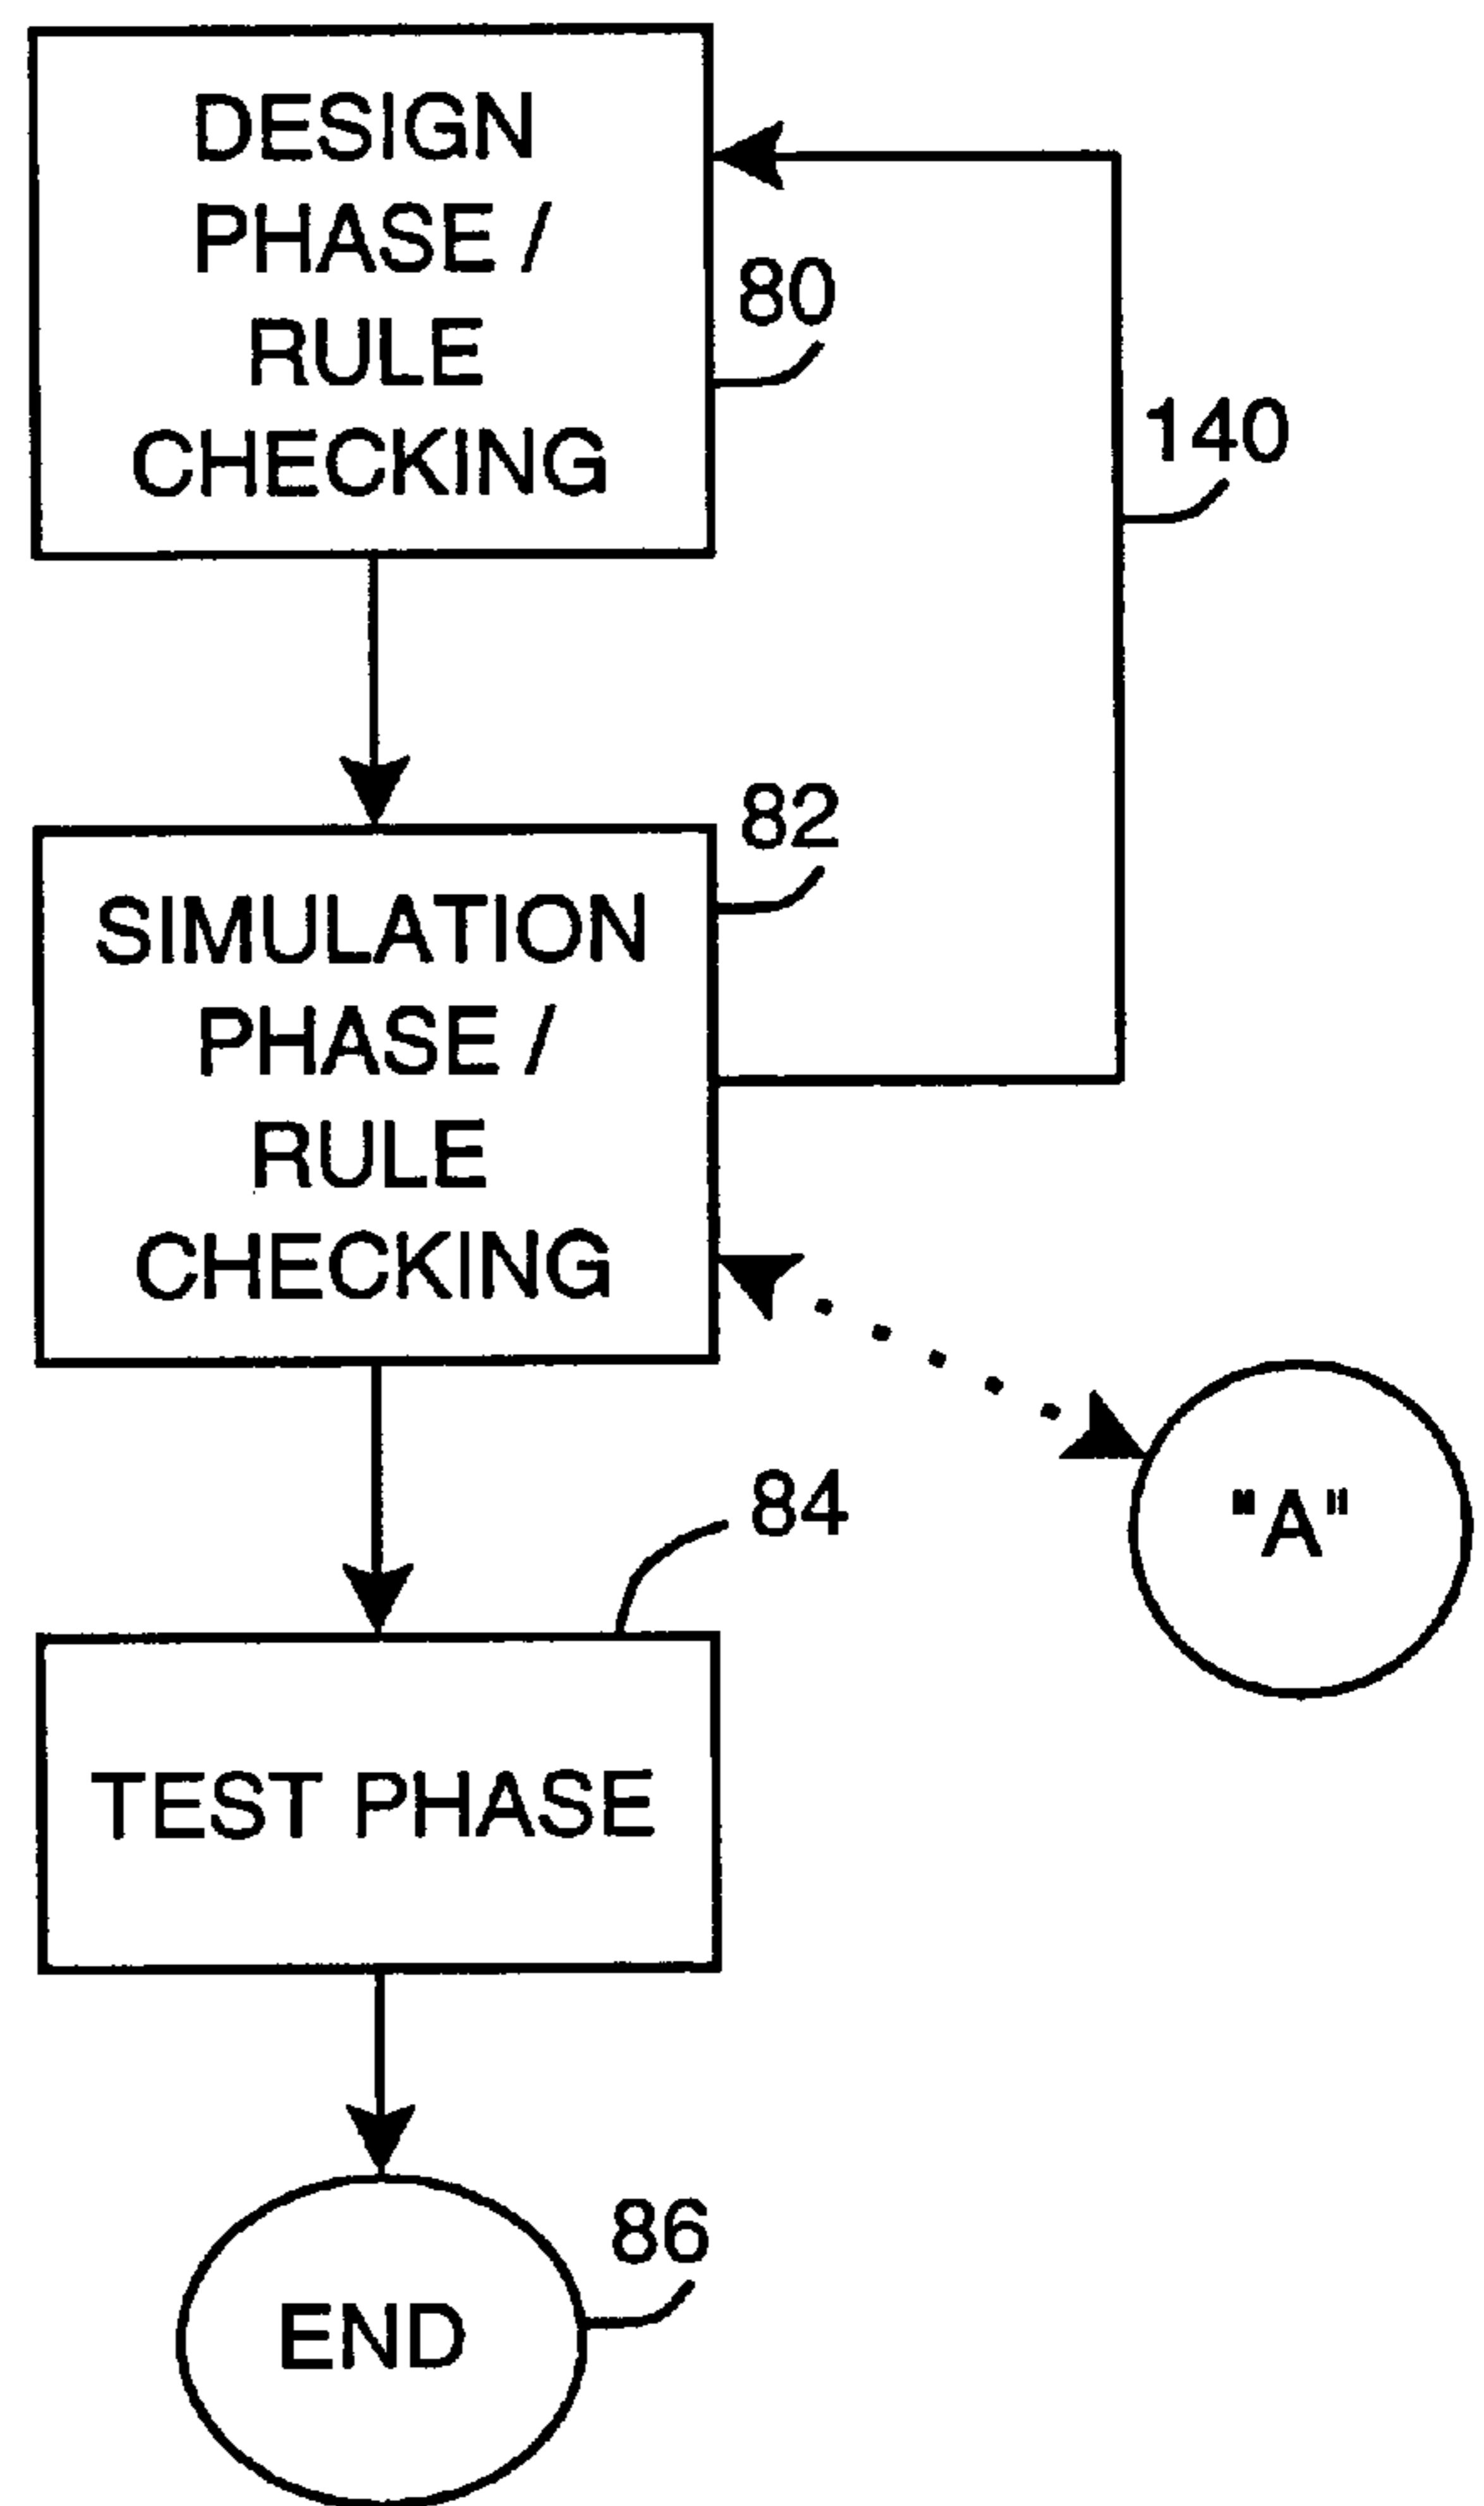 DESIGN
PHASE /
RULE
CHECKING
80
140
82
SIMULATION
PHASE /
RULE
CHECKING
84
"A"
TEST PHASE
86
END